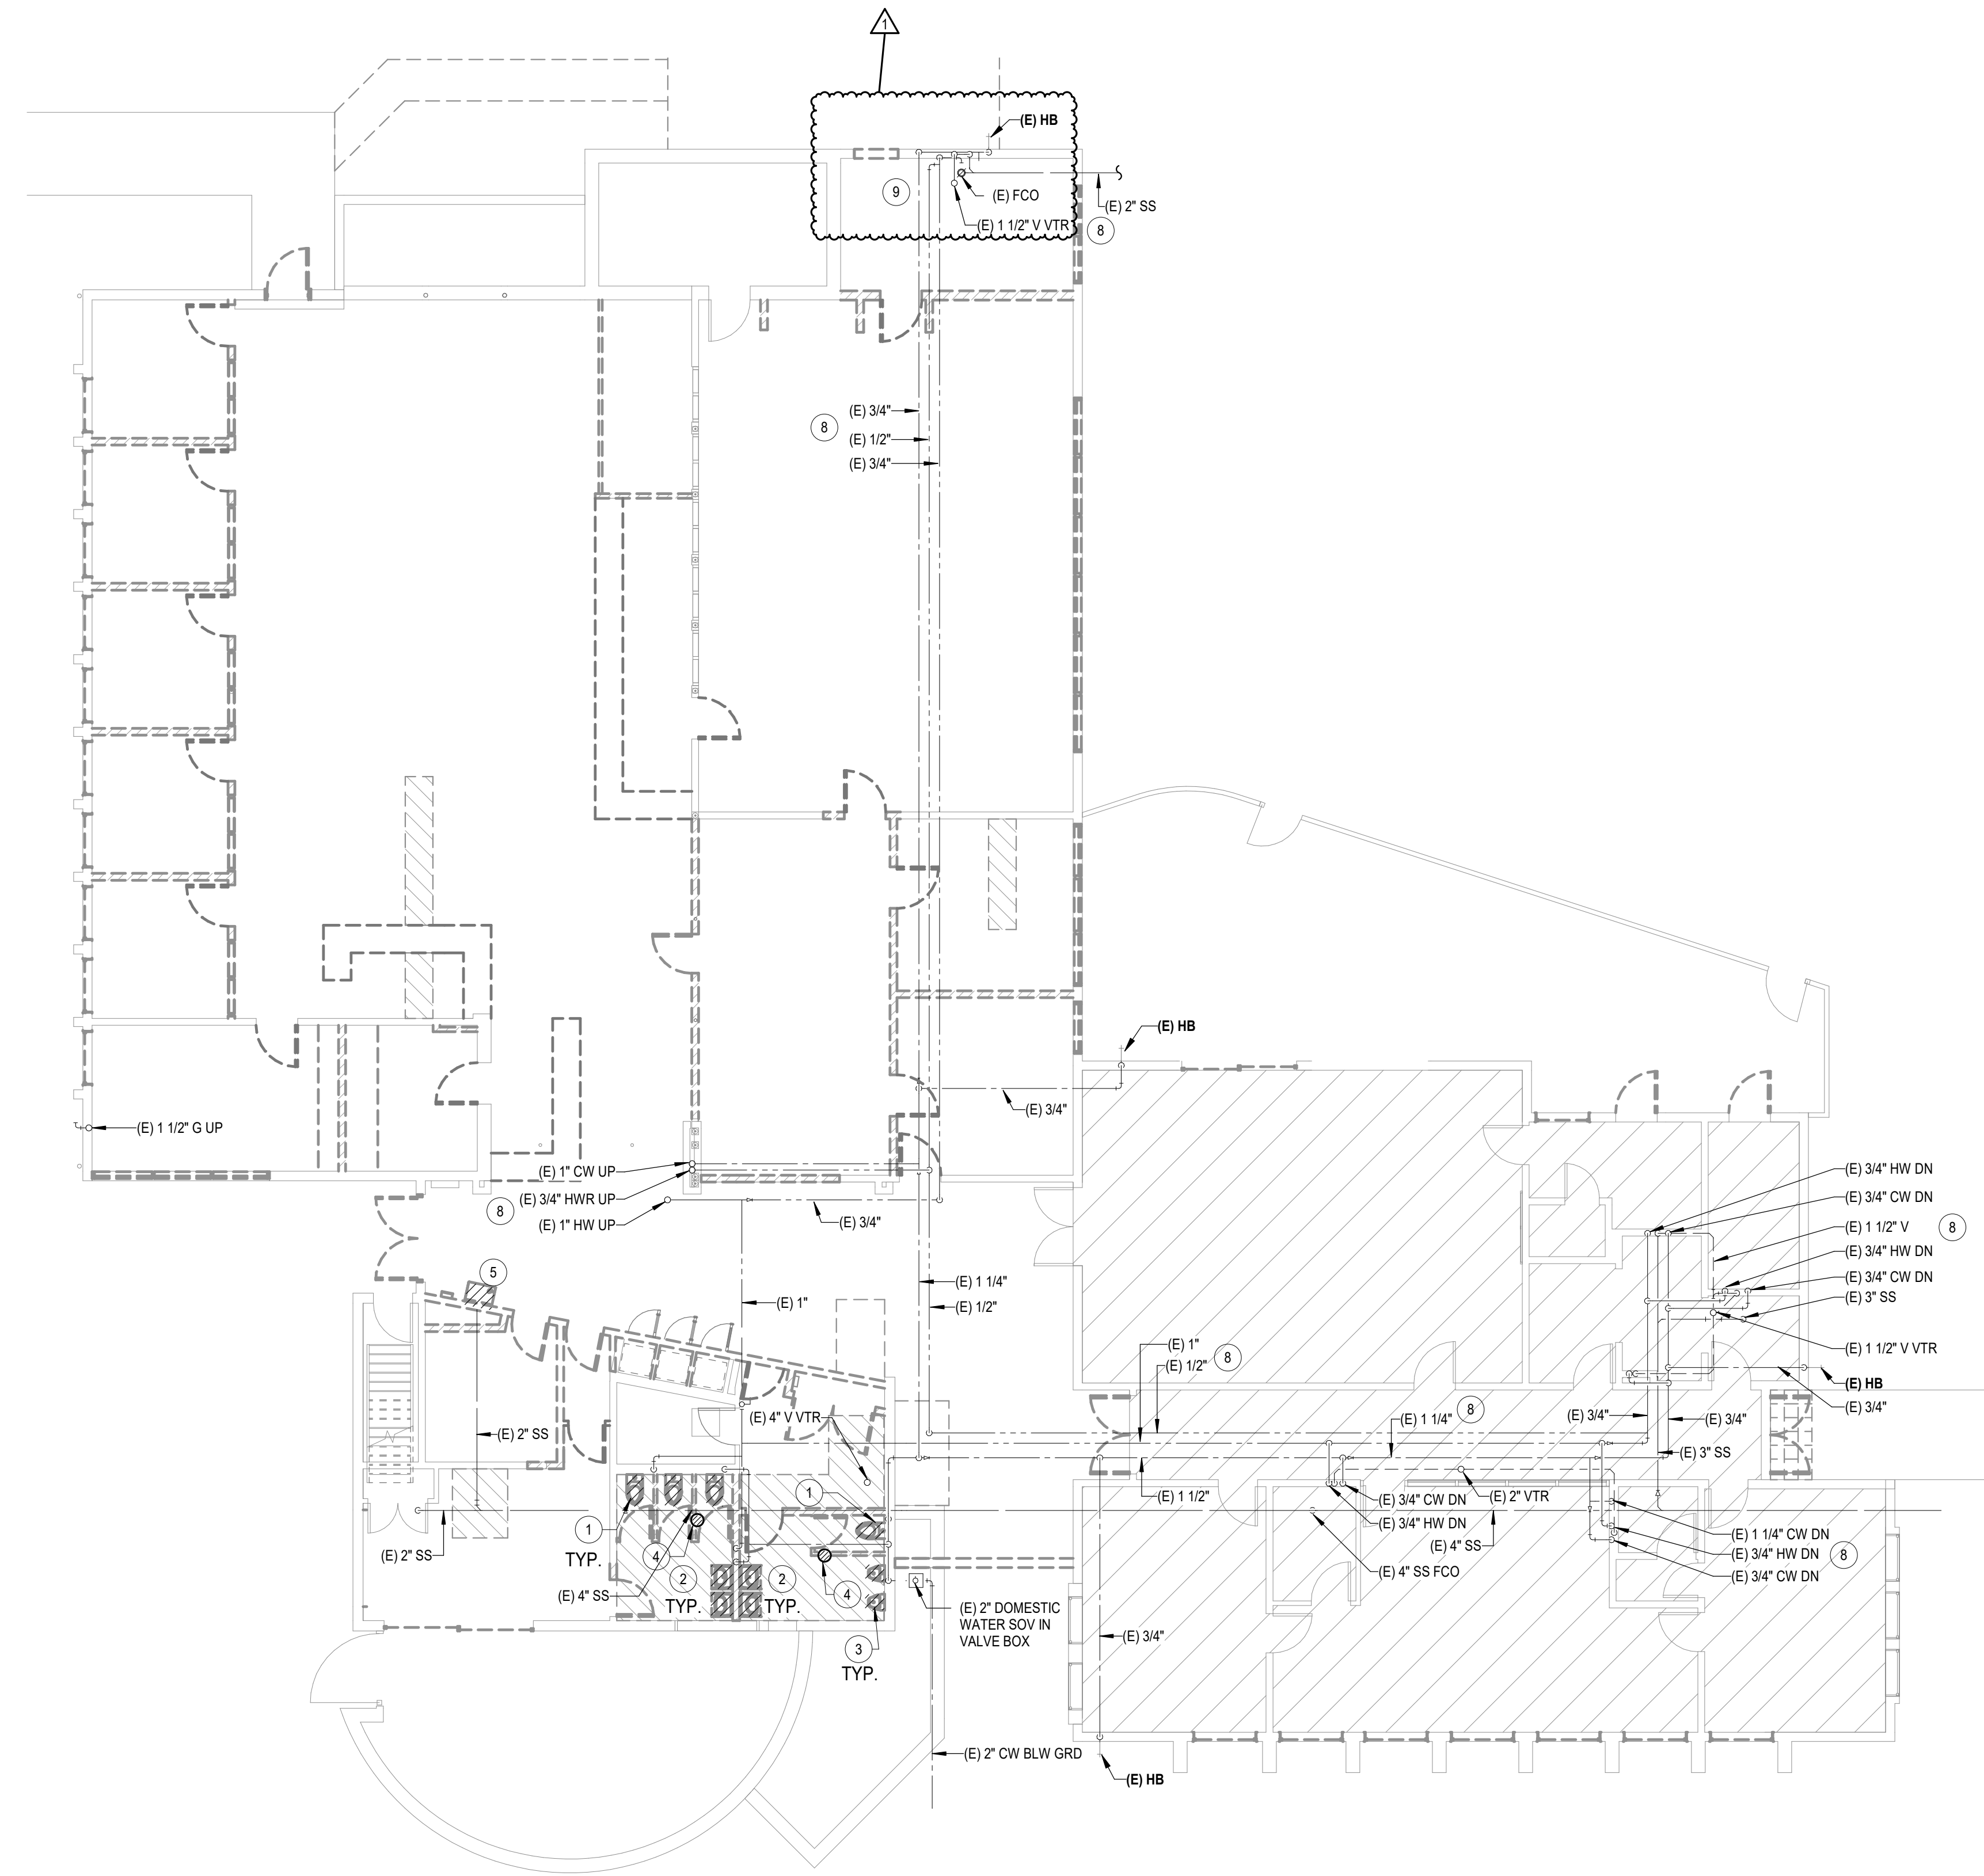 1
(E) HB
9
(E) FCO
(E) 2" SS
(E) 1 1/2" V VTR
8
(E) 3/4"
8
(E) 1/2"
(E) 3/4"
(E) HB
(E) 3/4"
(E) 1 1/2" G UP
(E) 1" CW UP
(E) 3/4" HWR UP
8
(E) 1" HW UP
(E) 3/4"
(E) 3/4" HW DN
(E) 3/4" CW DN
(E) 1 1/2" V
8
(E) 3/4" HW DN
(E) 3/4" CW DN
(E) 3" SS
(E) 1 1/2" V VTR
(E) HB
(E) 3/4"
5
(E) 1 1/4"
(E) 1"
(E) 1/2"
(E) 1"
(E) 1/2"
8
(E) 4" V VTR
(E) 1 1/4"
8
(E) 3/4"
(E) 3/4"
(E) 2" SS
(E) 3" SS
1
(E) 1 1/2"
(E) 3/4" CW DN
(E) 2" VTR
(E) 3/4" HW DN
1
TYP.
4
(E) 2" SS
(E) 4" SS
(E) 4" SS FCO
(E) 1 1/4" CW DN
(E) 3/4" HW DN
8
(E) 3/4" CW DN
2
TYP.
2
TYP.
4
(E) 4" SS
(E) 2" DOMESTIC
WATER SOV IN
VALVE BOX
(E) 3/4"
3
TYP.
(E) 2" CW BLW GRD
(E) HB